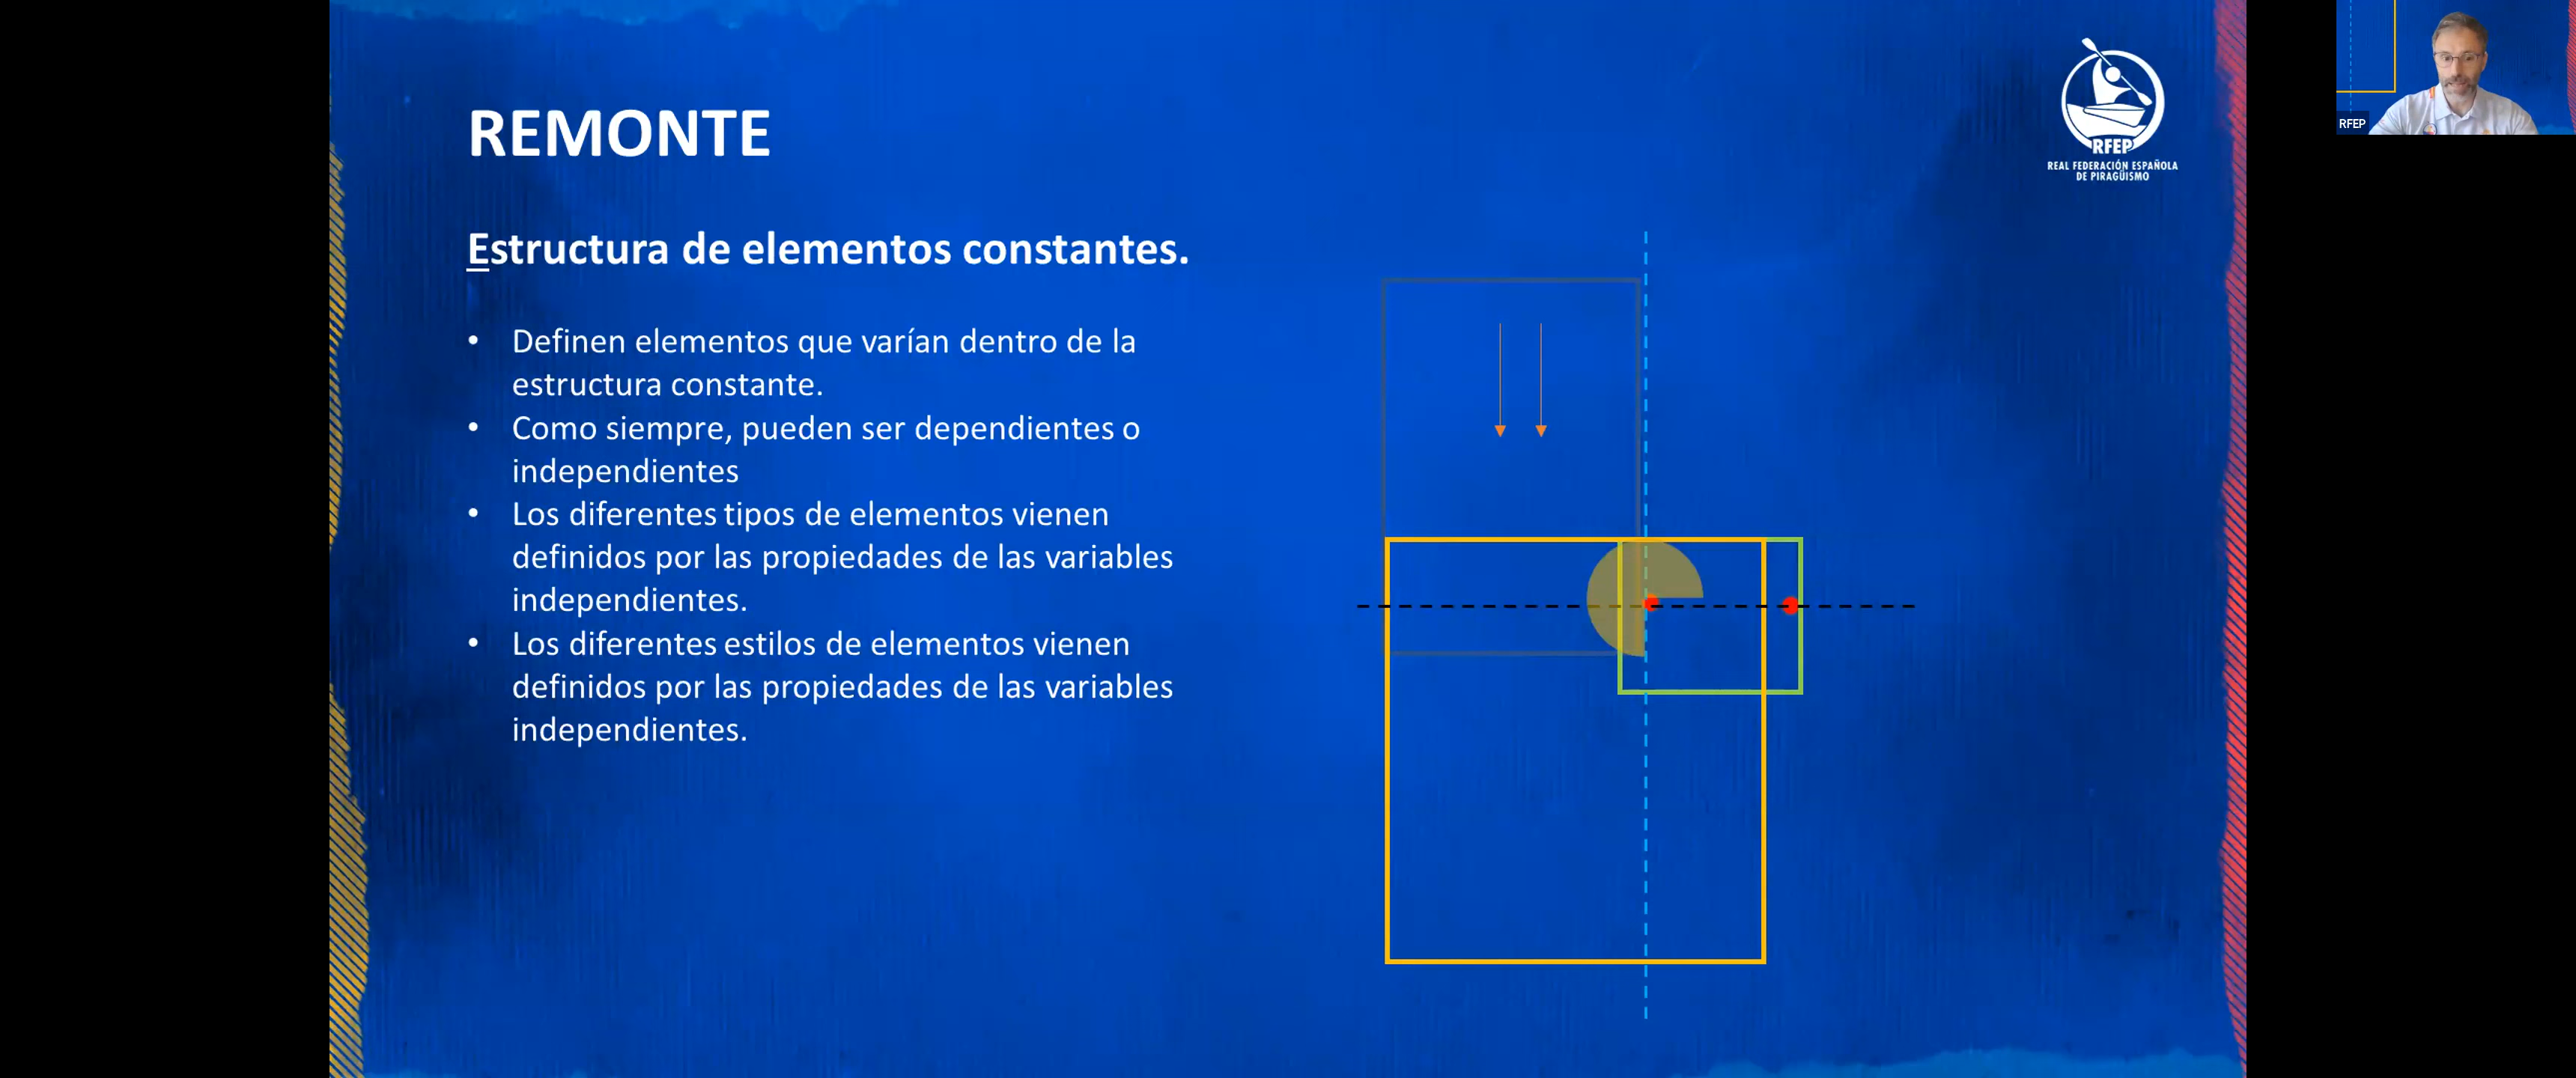 REMONTE
Estructura de elementos constantes.
• Definen elementos que varían dentro de la
estructura constante.
• Como siempre, pueden ser dependientes o
independientes
• Los diferentes tipos de elementos vienen
definidos por las propiedades de las variables
independientes.
• Los diferentes estilos de elementos vienen
definidos por las propiedades de las variables
independientes.
RFEP
REAL FEDERACIÓN ESPAÑOLA
DE PIRAGÜISMO
RFEP